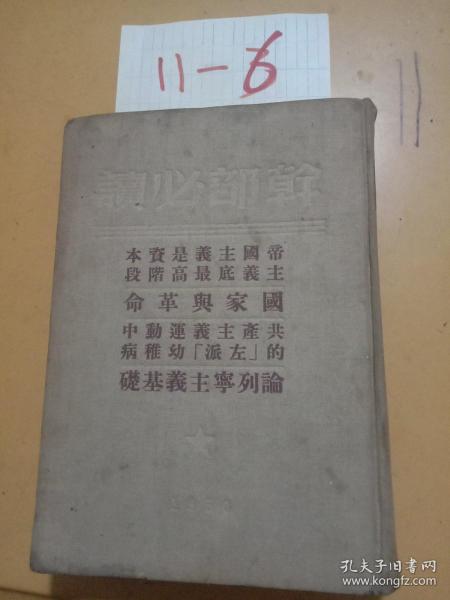 11-6
幹部必讀
帝國主義是資本
主義底最高階段
國家與革命
共產主義運動中
的「左派」幼稚病
論列寧主義基礎
孔夫子旧书网
www.kongfz.com